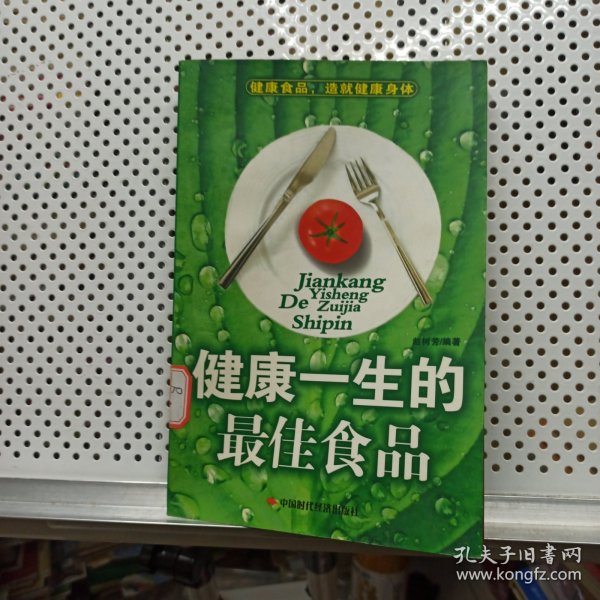 健康食品，造就健康身体
Jiankang
Yisheng
De Zuijia
Shipin
树芳/编著
健康一生的
最佳食品
中国时代经济出版社
孔夫子旧书网
www.kongfz.com